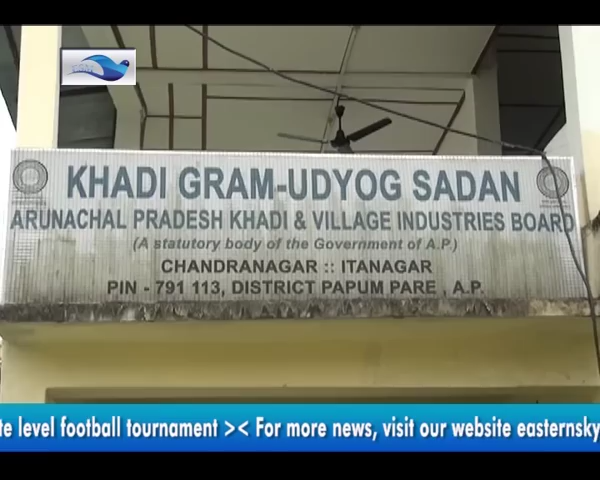 KHADI GRAM-UDYOG SADAN
ARUNACHAL PRADESH KHADI & VILLAGE INDUSTRIES BOARD
(A statutory body of the Government of A.P.)
CHANDRANAGAR :: ITANAGAR
PIN - 791 113, DISTRICT PAPUM PARE , A.P.
te level football tournament >< For more news, visit our website easternsky